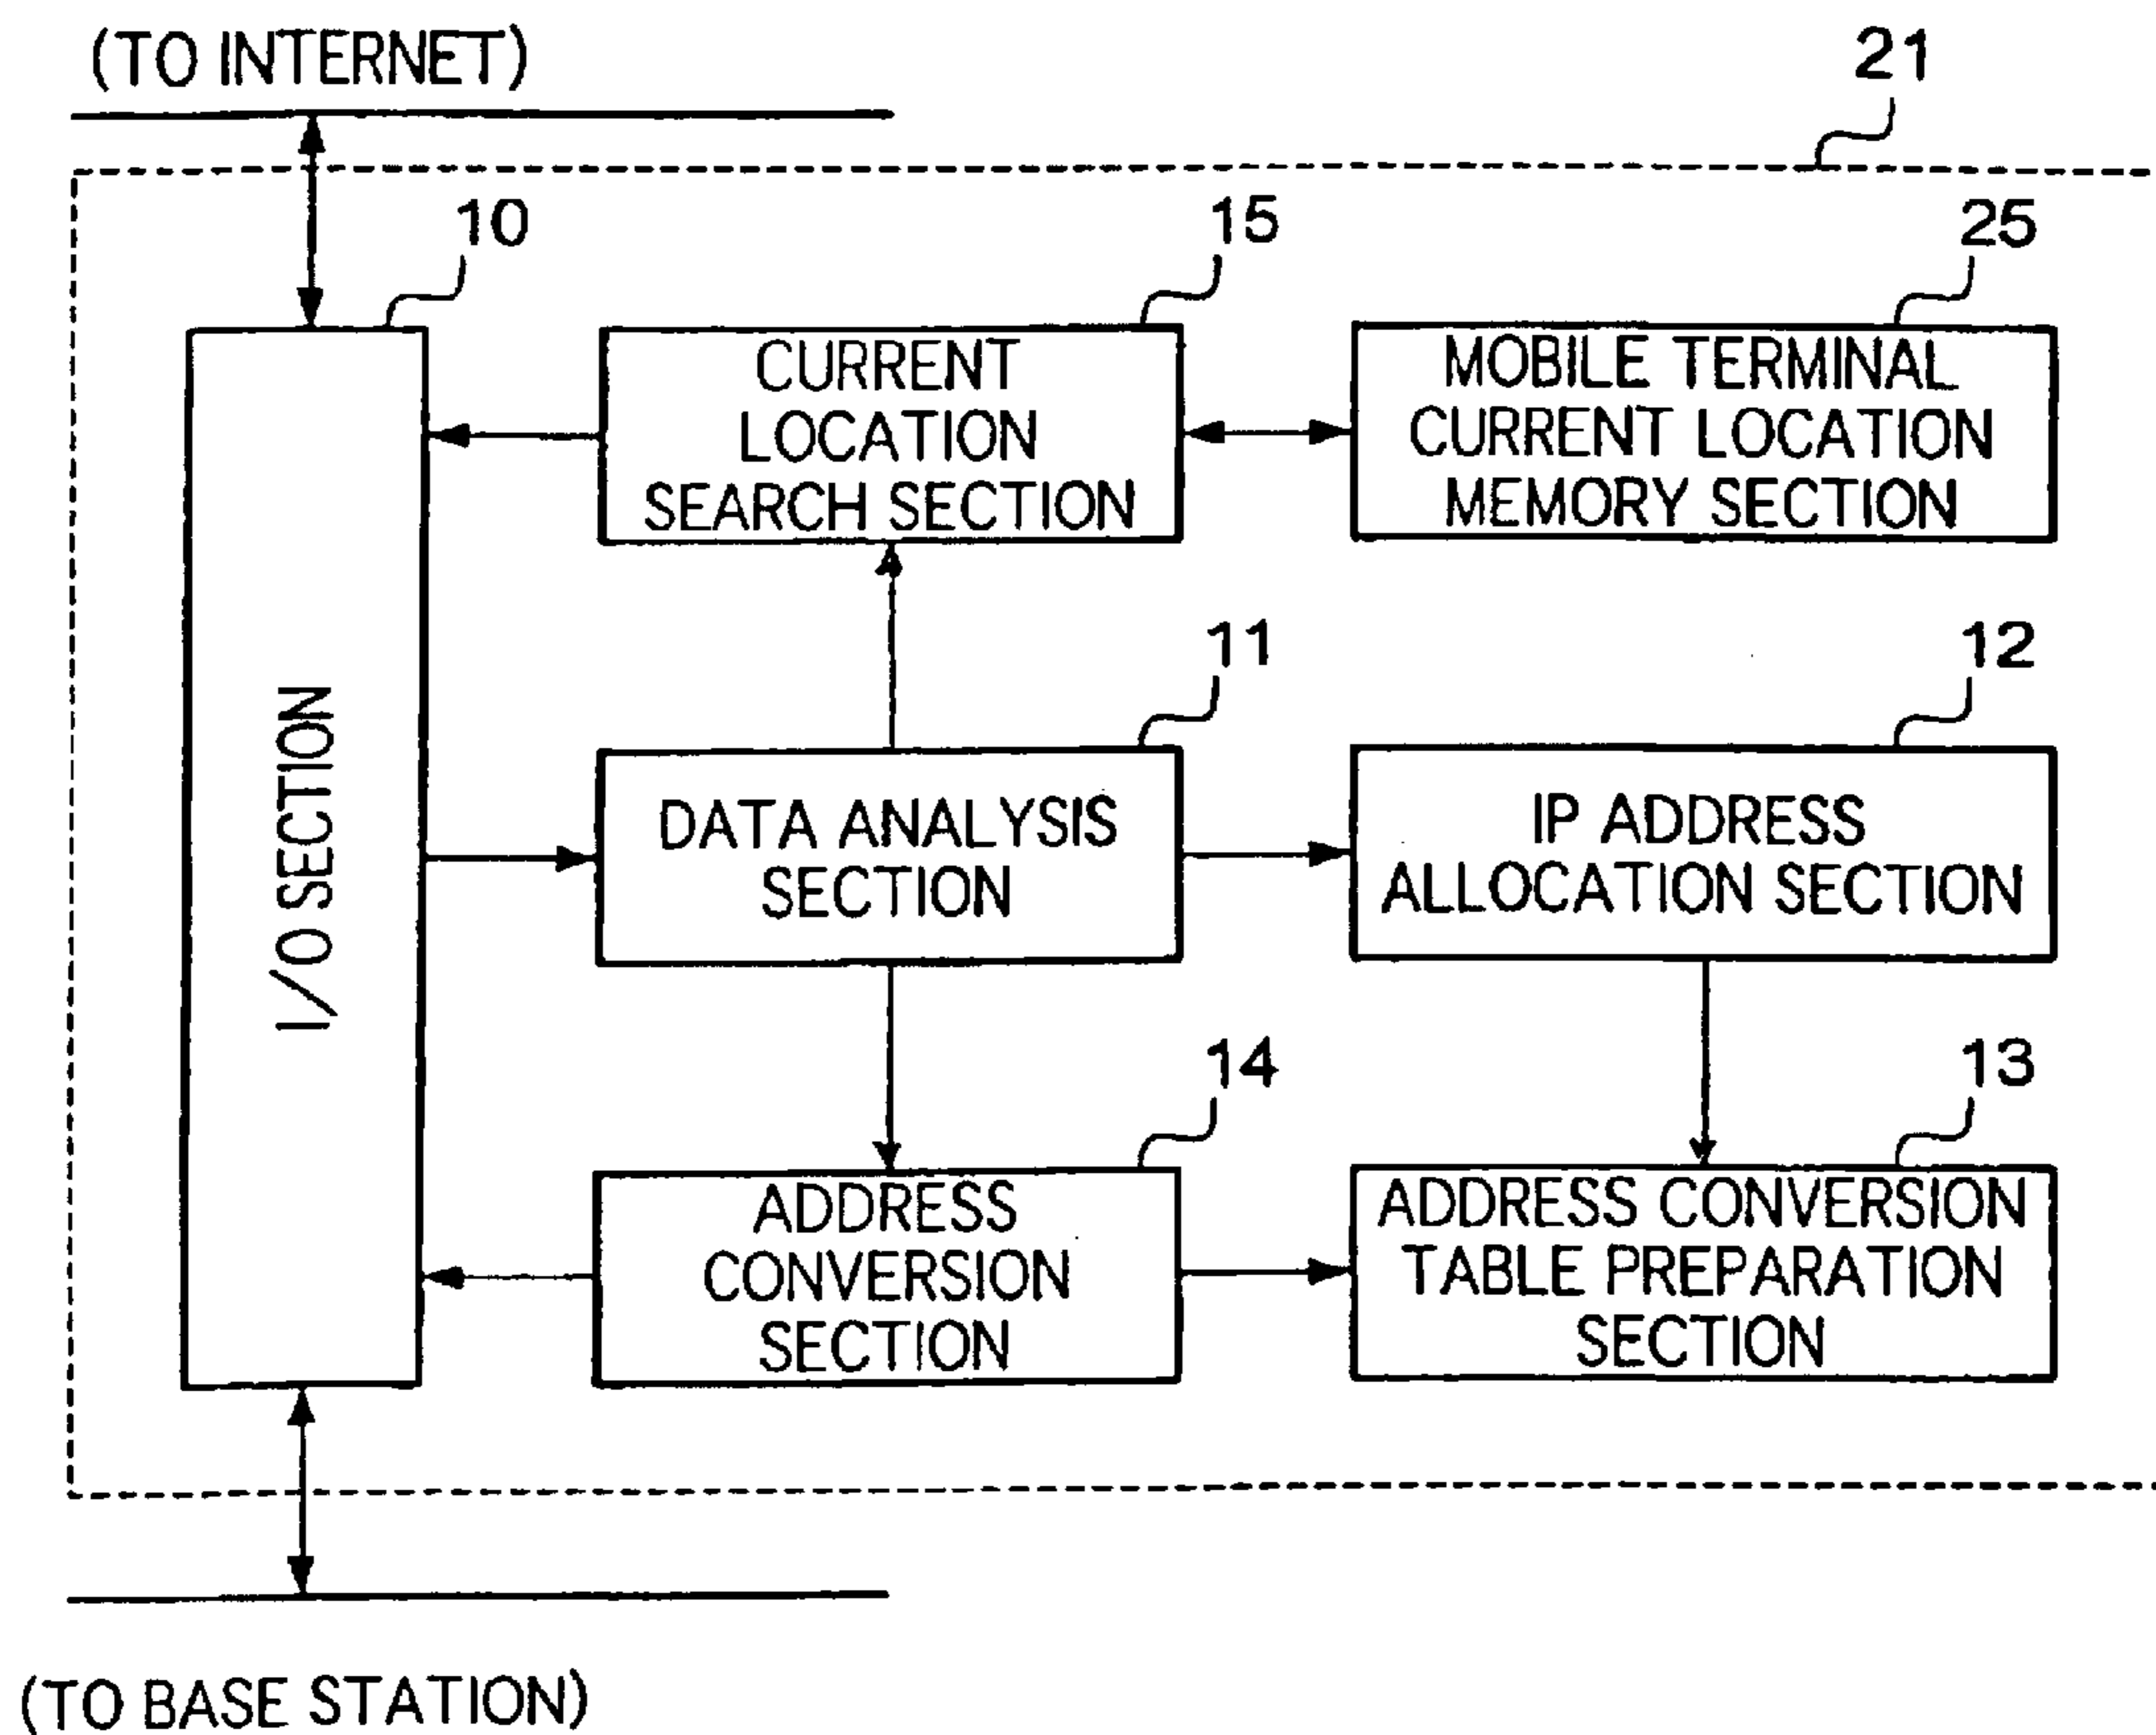 (TO INTERNET)
21
10
15
25
CURRENT
LOCATION
SEARCH SECTION
MOBILE TERMINAL
CURRENT LOCATION
MEMORY SECTION
I/O SECTION
11
12
DATA ANALYSIS
SECTION
IP ADDRESS
ALLOCATION SECTION
14
13
ADDRESS
CONVERSION
SECTION
ADDRESS CONVERSION
TABLE PREPARATION
SECTION
(TO BASE STATION)